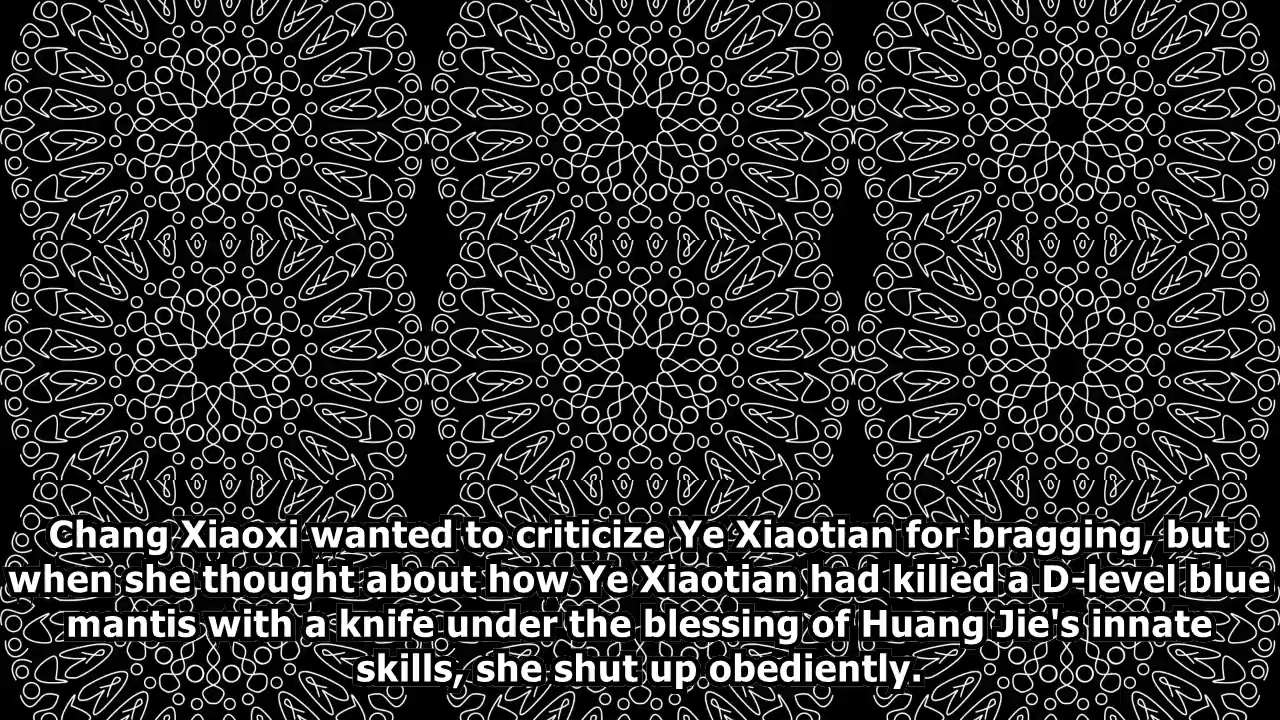 Chang Xiaoxi wanted to criticize Ye Xiaotian for bragging, but
when she thought about how Ye Xiaotian had killed a D-level blue
mantis with a knife under the blessing of Huang Jie's innate
skills, she shut up obediently.